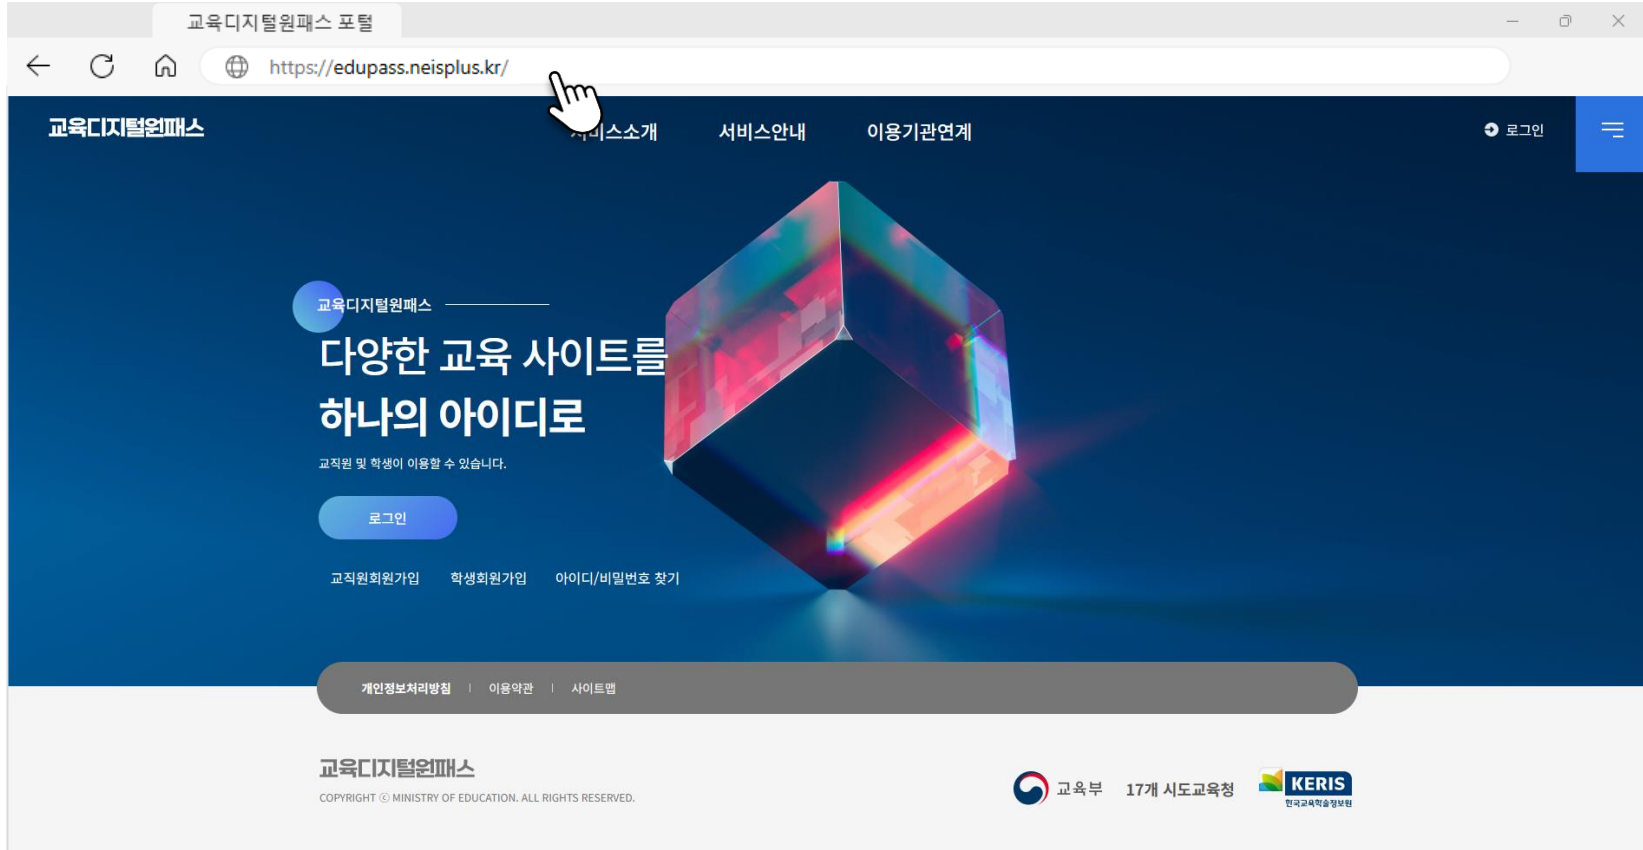 교육디지털원패스 포털
https://edupass.neisplus.kr/
교육디지털원패스
서비스소개 서비스안내 이용기관연계
로그인
교육디지털원패스
다양한 교육 사이트를
하나의 아이디로
교직원 및 학생이 이용할 수 있습니다.
로그인
교직원회원가입 학생회원가입 아이디/비밀번호 찾기
개인정보처리방침 | 이용약관 | 사이트맵
교육디지털원패스
COPYRIGHT ⓒ MINISTRY OF EDUCATION. ALL RIGHTS RESERVED.
교육부 17개 시도교육청 KERIS
한국교육학술정보원